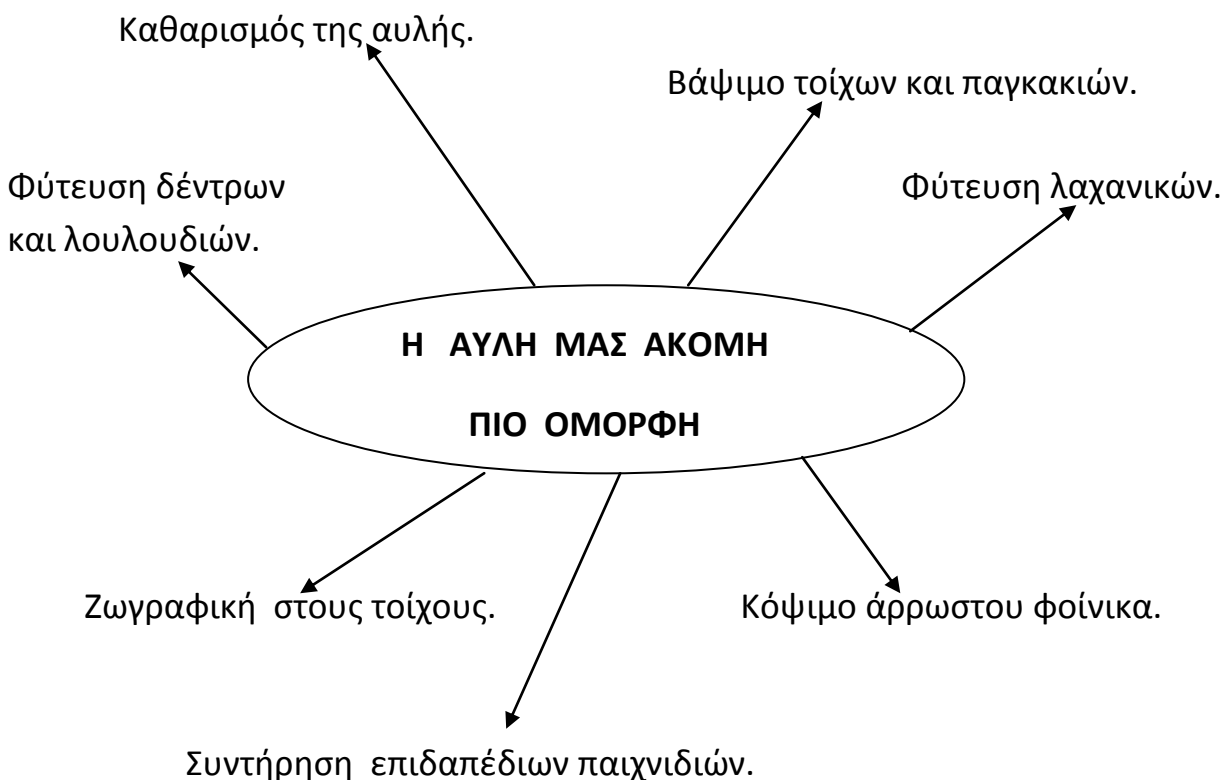 Καθαρισμός της αυλής.
Βάψιμο τοίχων και παγκακιών.
Φύτευση δέντρων
και λουλουδιών.
Φύτευση λαχανικών.
Η ΑΥΛΗ ΜΑΣ ΑΚΟΜΗ
ΠΙΟ ΟΜΟΡΦΗ
Ζωγραφική στους τοίχους.
Κόψιμο άρρωστου φοίνικα.
Συντήρηση επιδαπέδιων παιχνιδιών.